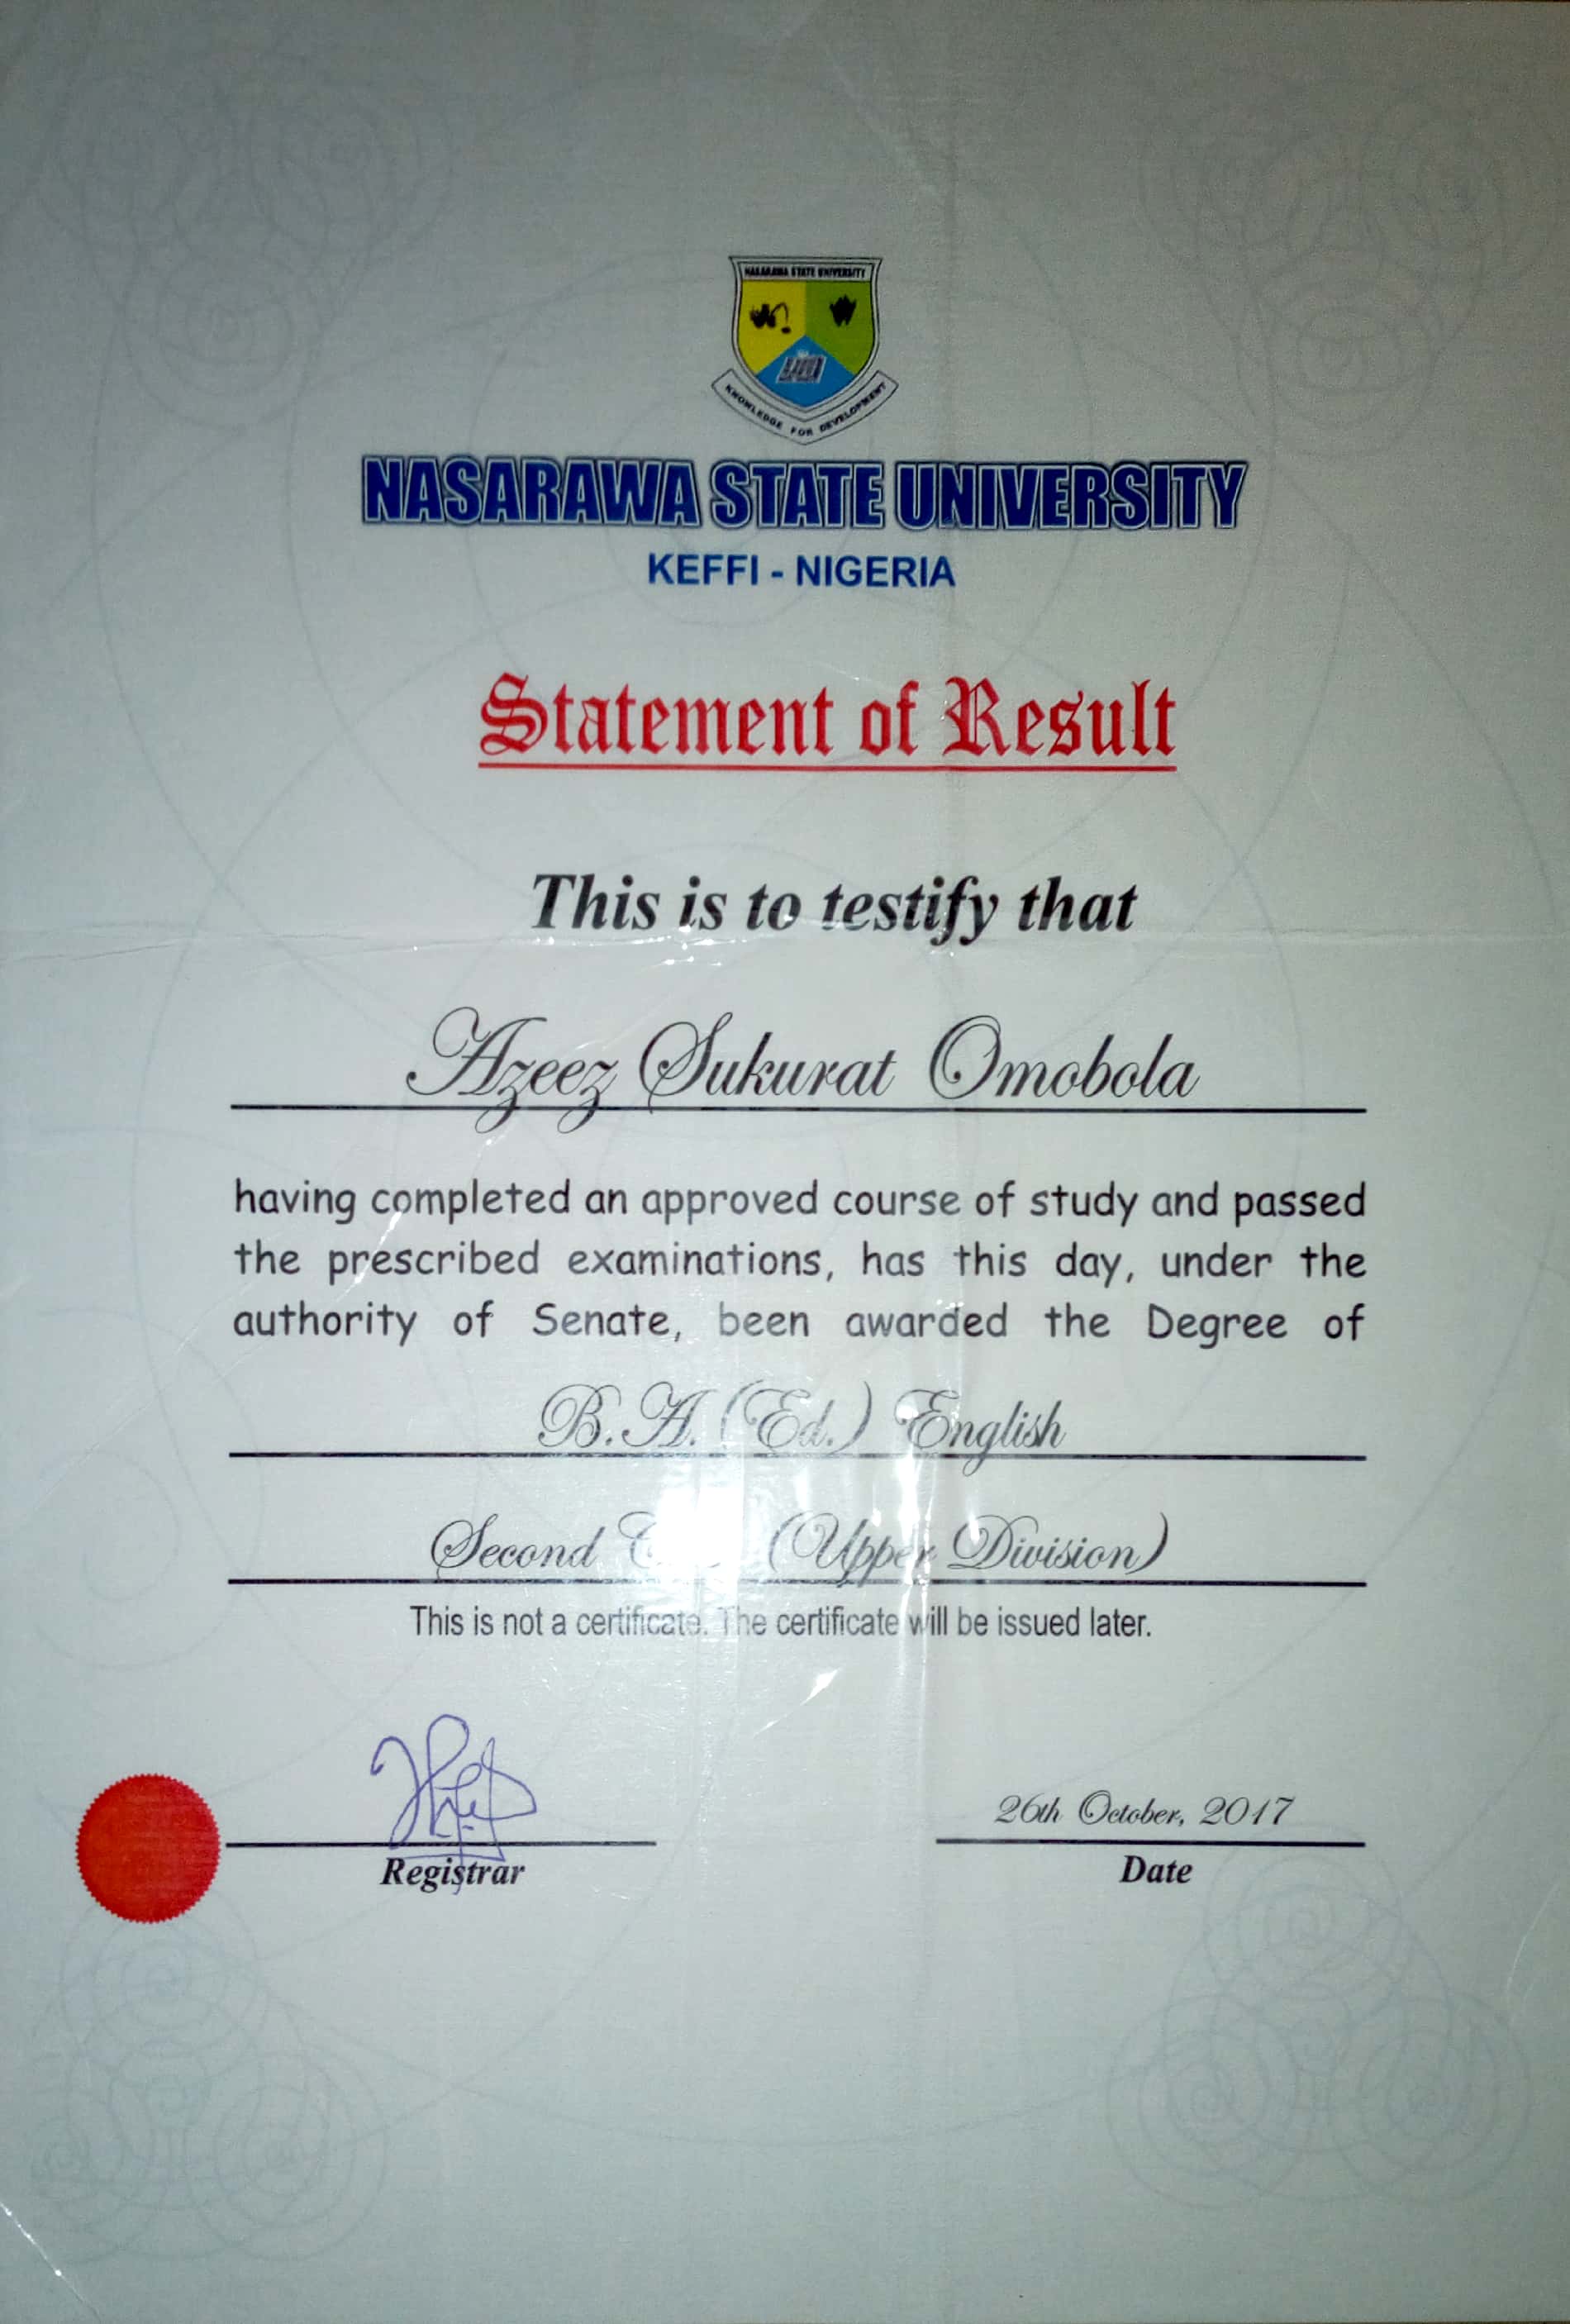 NASARAWA STATE UNIVERSITY
KNOWLEDGE FOR DEVELOPMENT
NASARAWA STATE UNIVERSITY
KEFFI - NIGERIA
Statement of Result
This is to testify that
Azeez Sukurat Omobola
having completed an approved course of study and passed
the prescribed examinations, has this day, under the
authority of Senate, been awarded the Degree of
B.A. (Ed.) English
Second (Upper Division)
This is not a certificate. The certificate will be issued later.
26th October, 2017
Registrar
Date